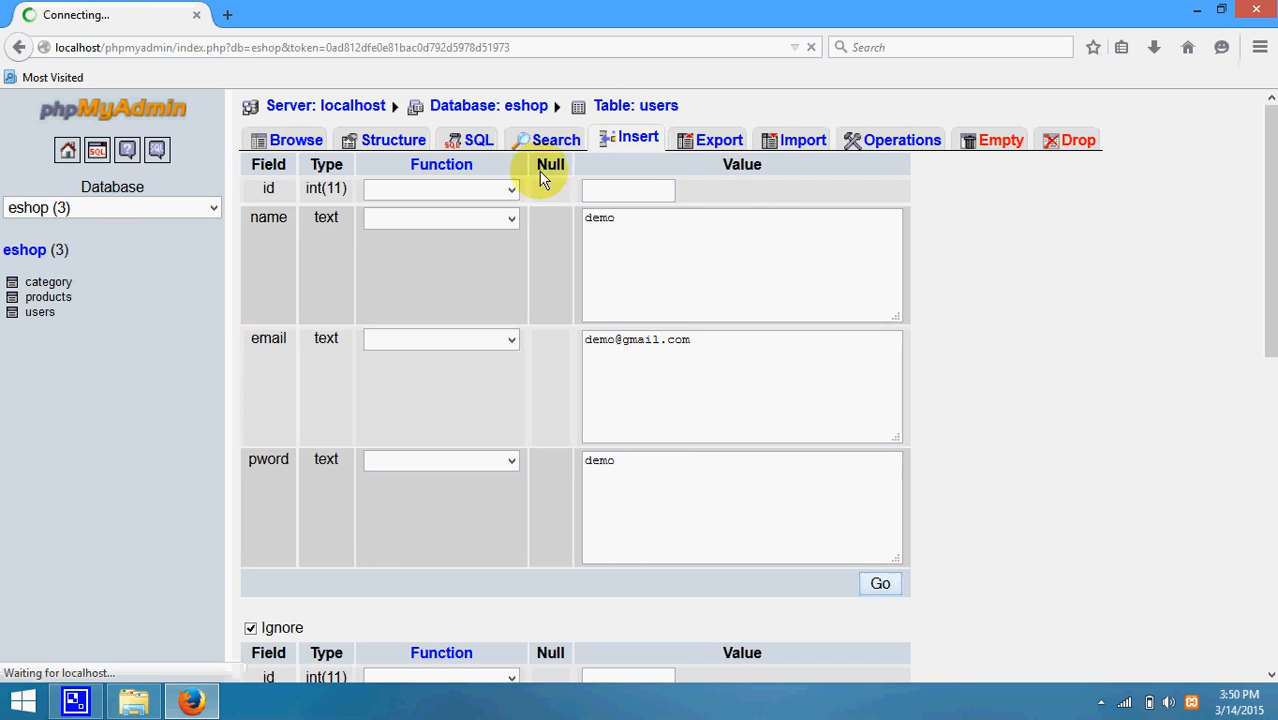 Connecting...
localhost/phpmyadmin/index.php?db=eshop&token=0ad812dfe0e81bac0d792d5978d51973
Search
Most Visited
phpMyAdmin
SQL
Database
eshop (3)
eshop (3)
category
products
users
Server: localhost Database: eshop Table: users
Browse Structure SQL Search Insert Export Import Operations Empty Drop
Field Type Function Null Value
id int(11)
name text demo
email text demo@gmail.com
pword text demo
Go
Ignore
Field Type Function Null Value
id int(11)
Waiting for localhost...
3:50 PM
3/14/2015